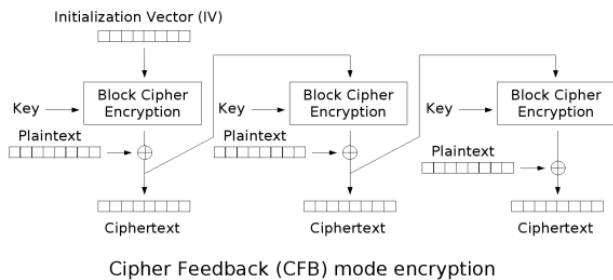 Initialization Vector (IV)
Block Cipher
Encryption
Key
Plaintext
Ciphertext
Block Cipher
Encryption
Key
Plaintext
Ciphertext
Block Cipher
Encryption
Key
Plaintext
Ciphertext
Cipher Feedback (CFB) mode encryption